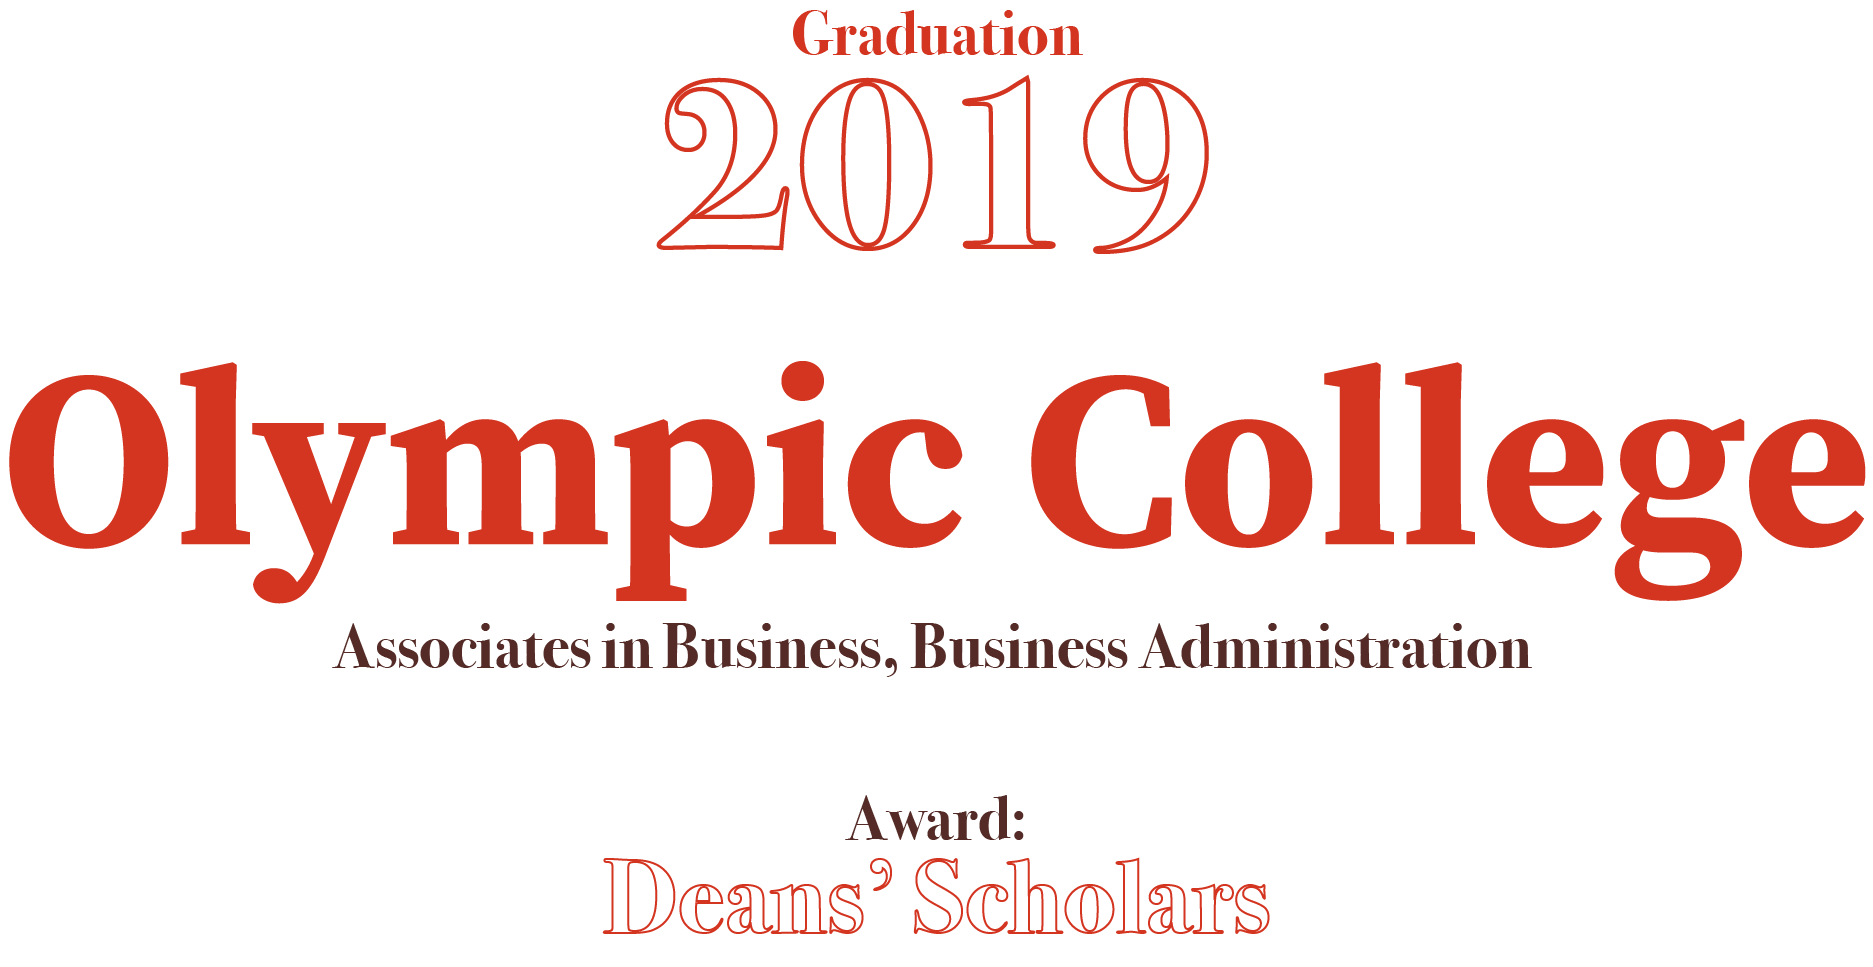 Graduation
2019
Olympic College
Associates in Business, Business Administration
Award:
Deans’ Scholars